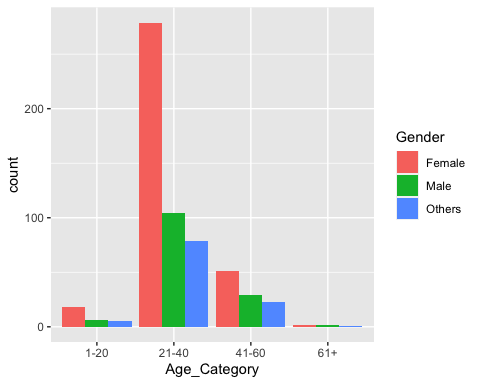 count
200
100
0
1-20 21-40 41-60 61+
Age_Category
Gender
Female
Male
Others